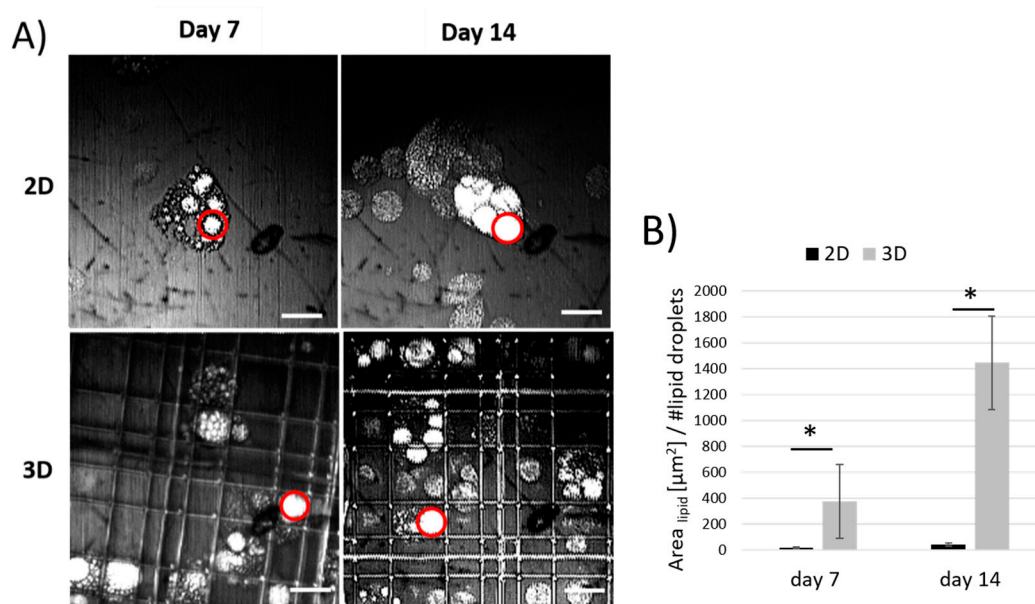 A)
Day 7
Day 14
2D
3D
B)
2D 3D
*
*
Area lipid [µm²] / #lipid droplets
2000
1800
1600
1400
1200
1000
800
600
400
200
0
day 7
day 14